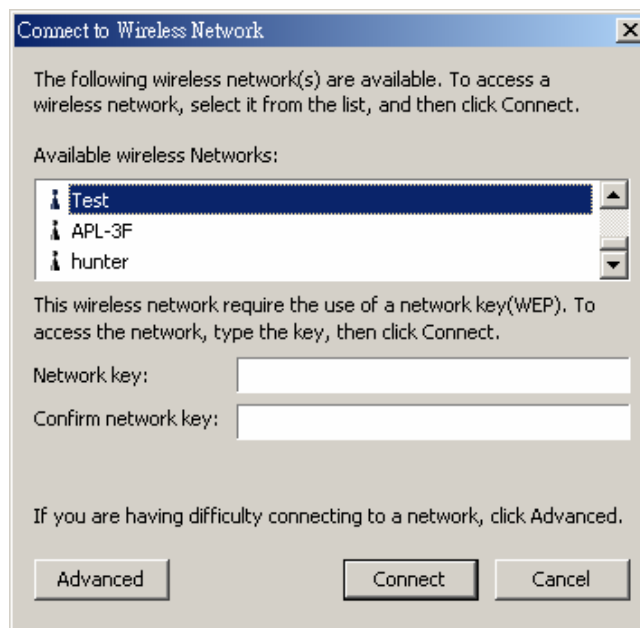 Connect to Wireless Network
The following wireless network(s) are available. To access a
wireless network, select it from the list, and then click Connect.
Available wireless Networks:
Test
APL-3F
hunter
This wireless network require the use of a network key(WEP). To
access the network, type the key, then click Connect.
Network key:
Confirm network key:
If you are having difficulty connecting to a network, click Advanced.
Advanced Connect Cancel